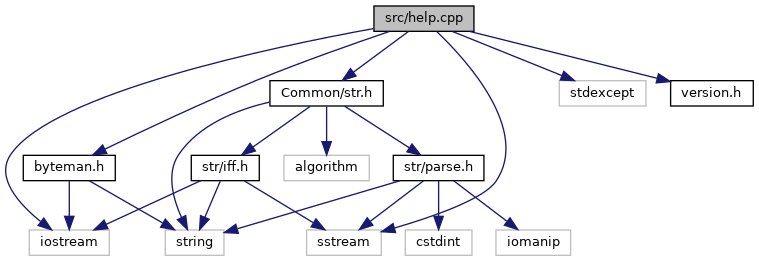 src/help.cpp
Common/str.h
stdexcept
version.h
byteman.h
str/iff.h
algorithm
str/parse.h
iostream
string
sstream
cstdint
iomanip